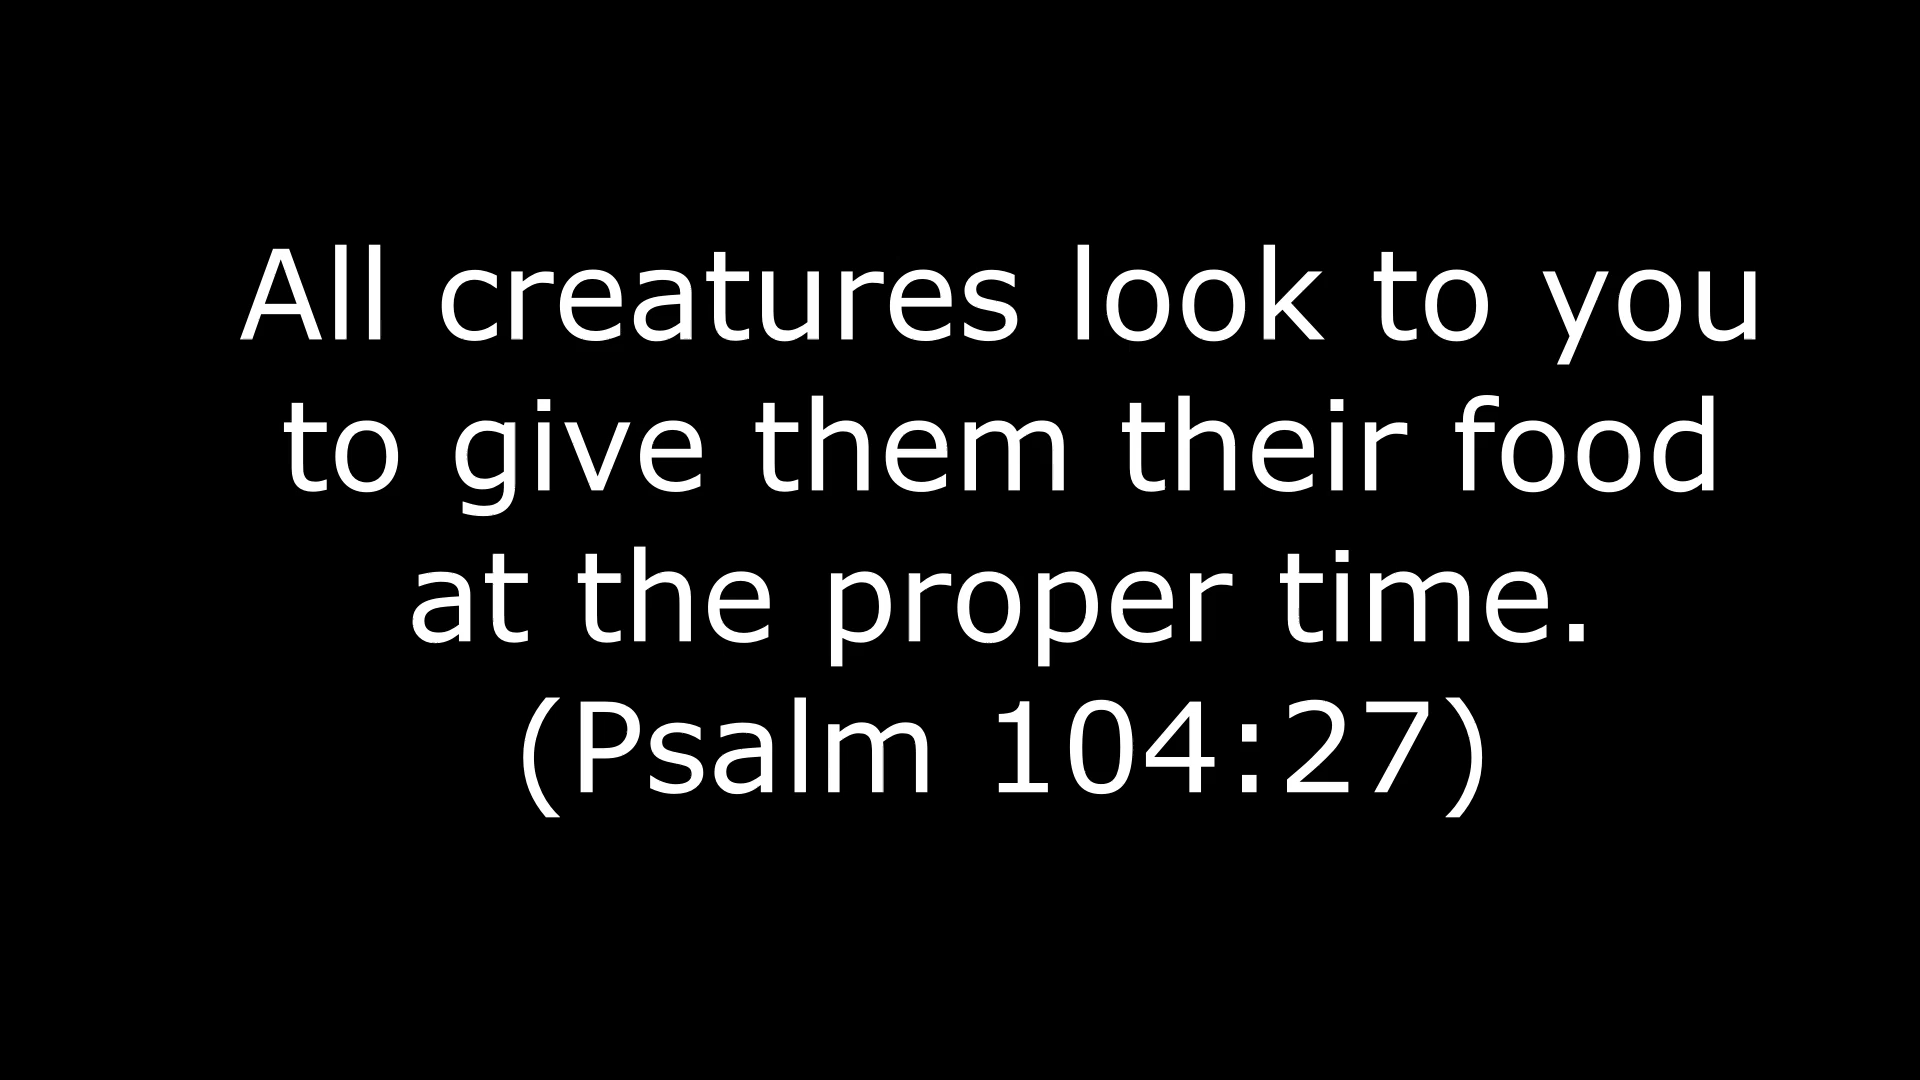 All creatures look to you
to give them their food
at the proper time.
(Psalm 104:27)